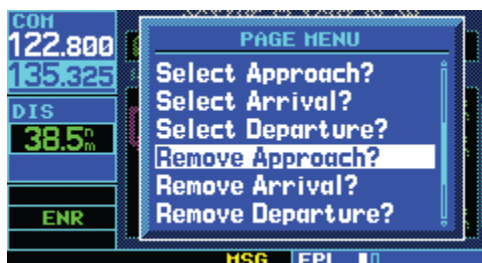 COM
122.800
135.325
DIS
38.5nm
ENR
PAGE MENU
Select Approach?
Select Arrival?
Select Departure?
Remove Approach?
Remove Arrival?
Remove Departure?
MSG FPL